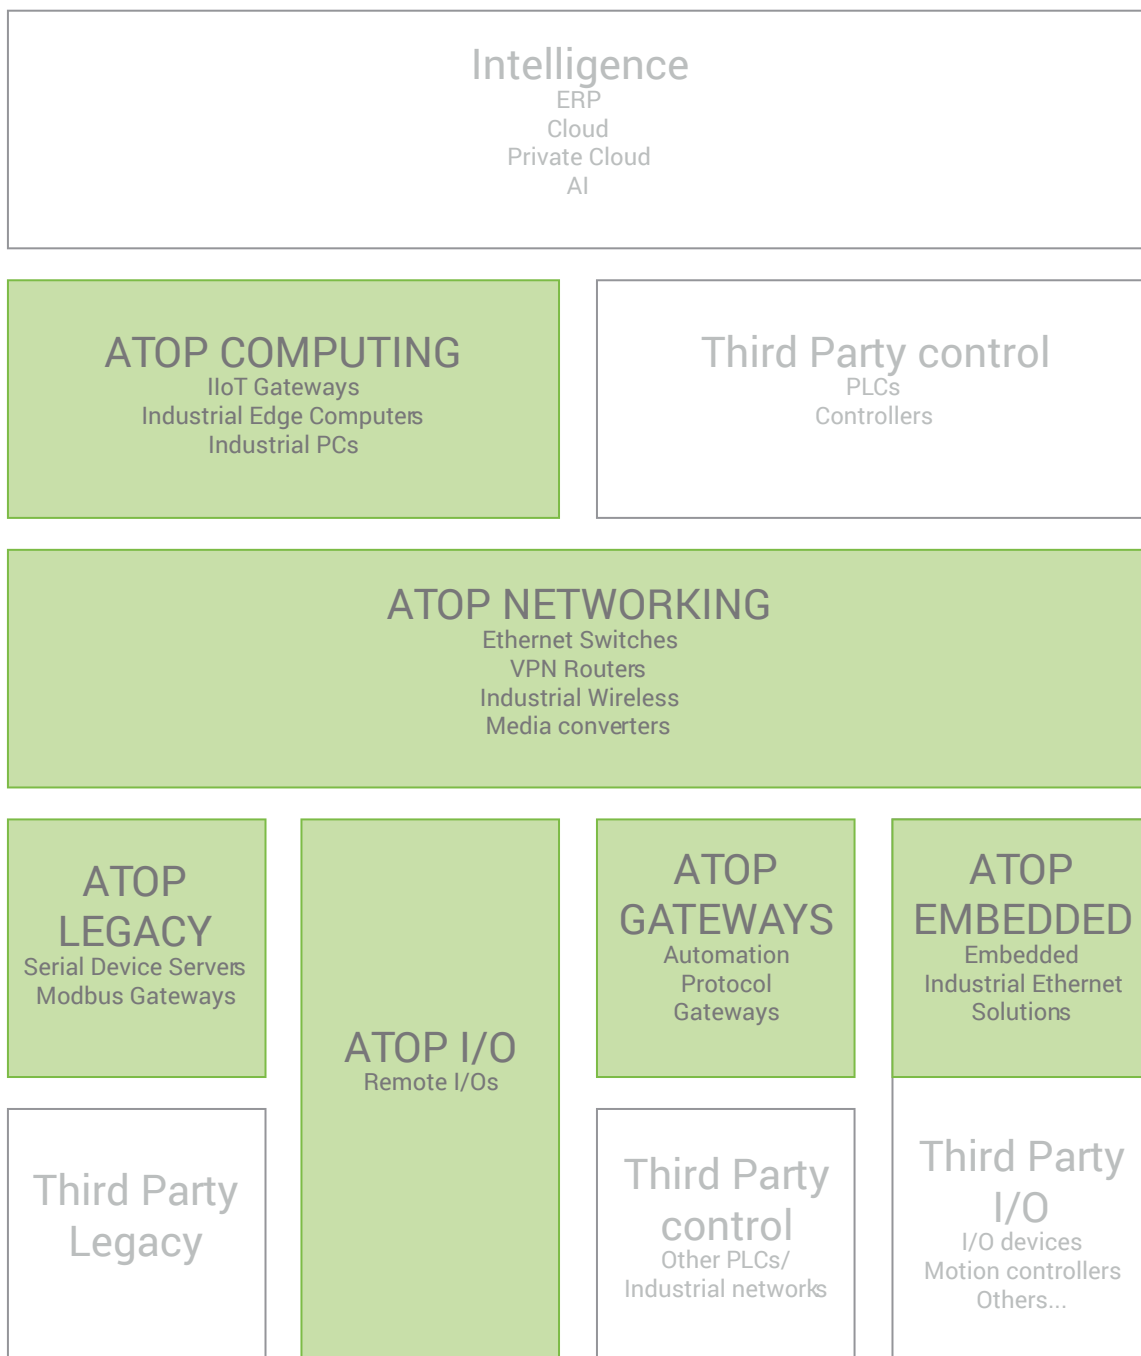 Intelligence
ERP
Cloud
Private Cloud
AI
ATOP COMPUTING
IIoT Gateways
Industrial Edge Computers
Industrial PCs
Third Party control
PLCs
Controllers
ATOP NETWORKING
Ethernet Switches
VPN Routers
Industrial Wireless
Media converters
ATOP
LEGACY
Serial Device Servers
Modbus Gateways
ATOP I/O
Remote I/Os
ATOP
GATEWAYS
Automation
Protocol
Gateways
ATOP
EMBEDDED
Embedded
Industrial Ethernet
Solutions
Third Party
Legacy
Third Party
control
Other PLCs/
Industrial networks
Third Party
I/O
I/O devices
Motion controllers
Others...